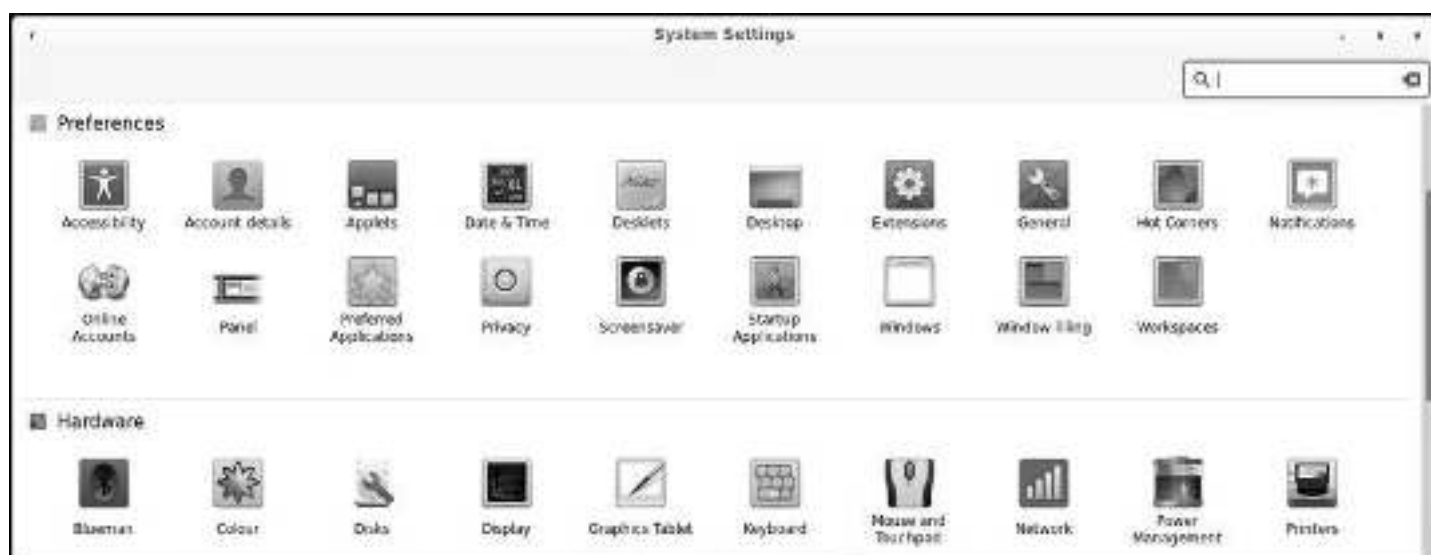 System Settings
Preferences
Accessibility Account details Applets Date & Time Desklets Desktop Extensions General Hot Corners Notifications
Online Accounts Panel Preferred Applications Privacy Screensaver Startup Applications Windows Window Tiling Workspaces
Hardware
Blueman Colour Disks Display Graphics Tablet Keyboard Mouse and Touchpad Network Power Management Printers